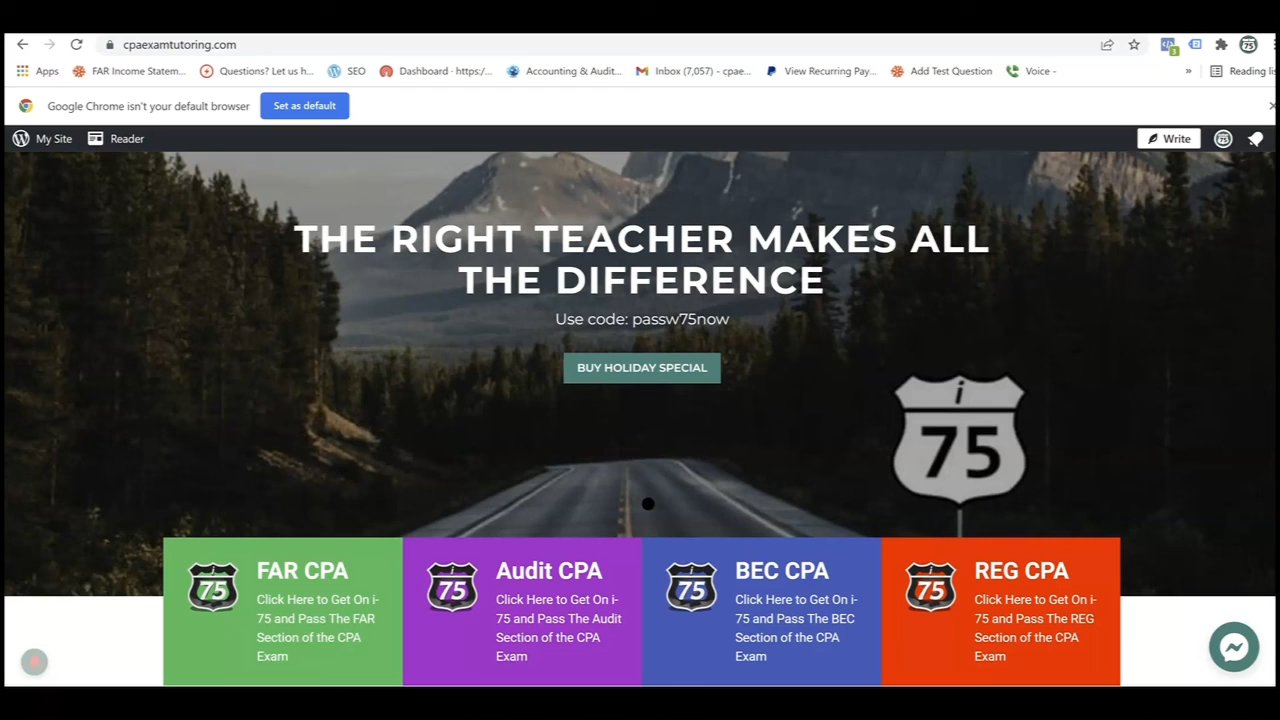 cpaexamtutoring.com
Apps FAR Income Statem... Questions? Let us h... SEO Dashboard · https:/... Accounting & Audit... Inbox (7,057) - cpae... View Recurring Pay... Add Test Question Voice - » Reading lis
Google Chrome isn't your default browser Set as default
My Site Reader Write
THE RIGHT TEACHER MAKES ALL
THE DIFFERENCE
Use code: passw75now
BUY HOLIDAY SPECIAL
i
75
75 FAR CPA
Click Here to Get On i-
75 and Pass The FAR
Section of the CPA
Exam
75 Audit CPA
Click Here to Get On i-
75 and Pass The Audit
Section of the CPA
Exam
75 BEC CPA
Click Here to Get On i-
75 and Pass The BEC
Section of the CPA
Exam
75 REG CPA
Click Here to Get On i-
75 and Pass The REG
Section of the CPA
Exam